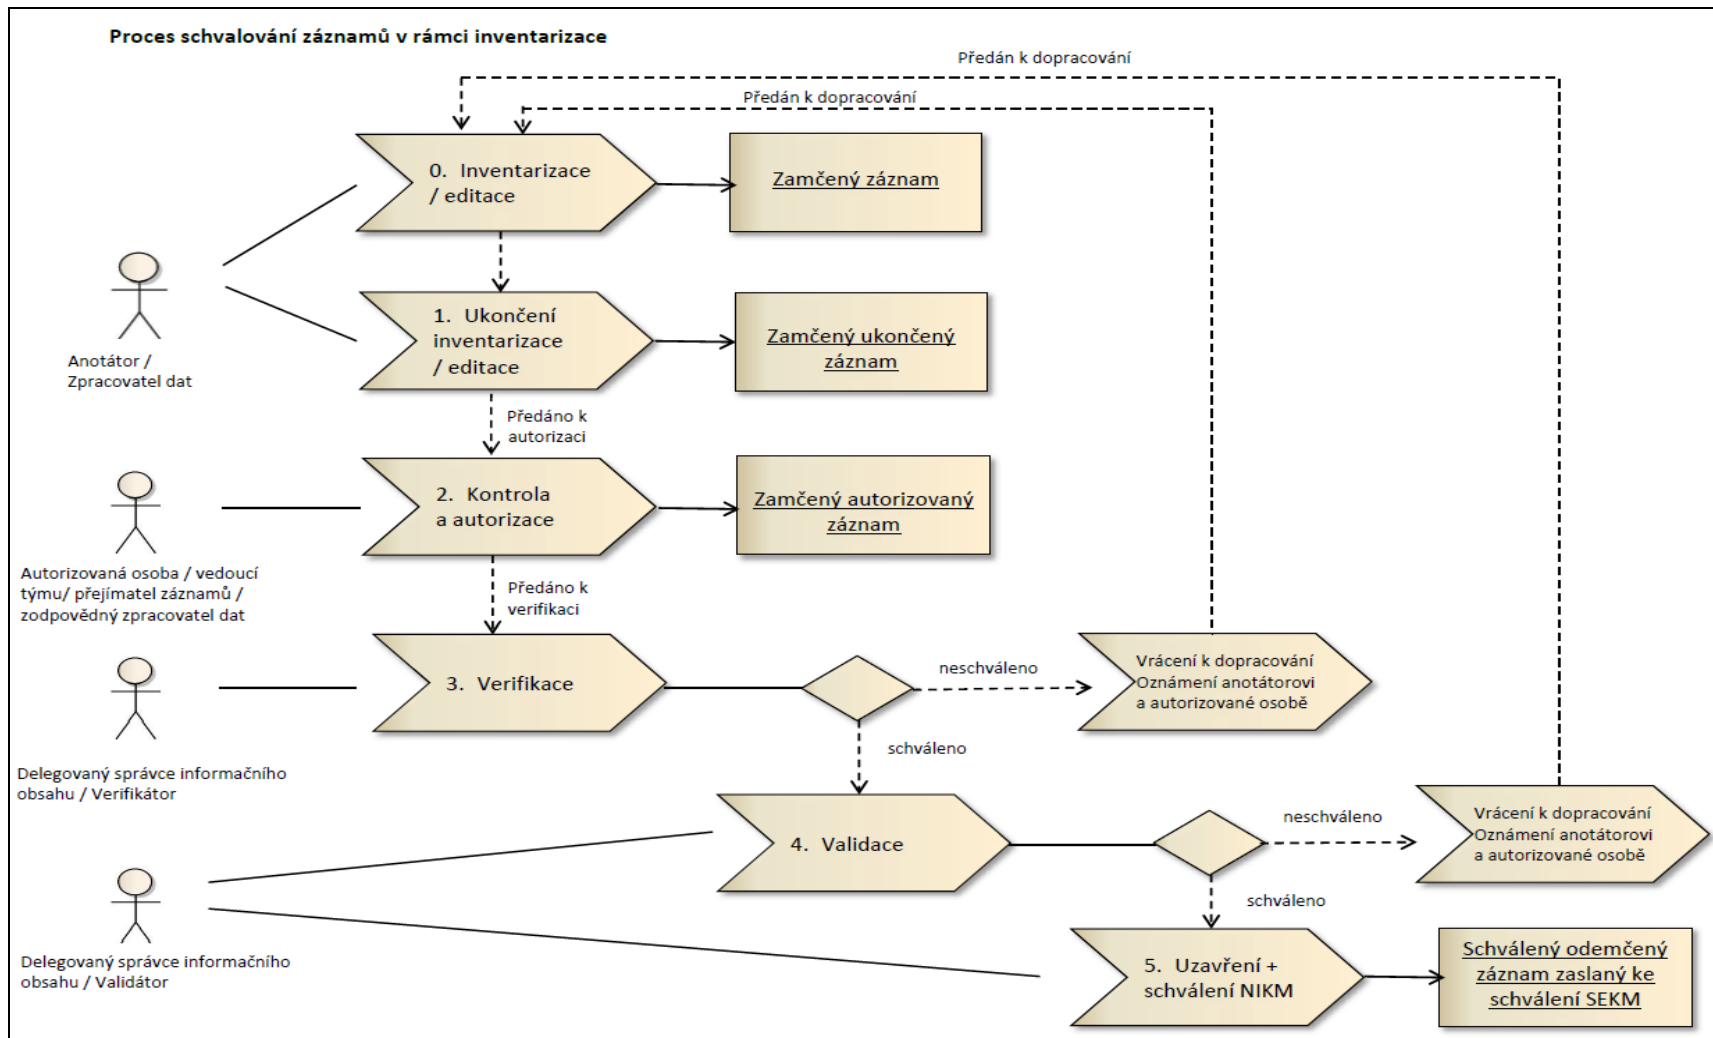 Proces schvalování záznamů v rámci inventarizace
Předán k dopracování
Předán k dopracování
0. Inventarizace
/ editace
Zamčený záznam
Anotátor /
Zpracovatel dat
1. Ukončení
inventarizace
/ editace
Zamčený ukončený
záznam
Předáno k
autorizaci
2. Kontrola
a autorizace
Zamčený autorizovaný
záznam
Autorizovaná osoba / vedoucí
týmu/ přejímatel záznamů /
zodpovědný zpracovatel dat
Předáno k
verifikaci
3. Verifikace
neschváleno
Vrácení k dopracování
Oznámení anotátorovi
a autorizované osobě
schváleno
Delegovaný správce informačního
obsahu / Verifikátor
4. Validace
neschváleno
Vrácení k dopracování
Oznámení anotátorovi
a autorizované osobě
schváleno
Delegovaný správce informačního
obsahu / Validátor
5. Uzavření +
schválení NIKM
Schválený odemčený
záznam zaslaný ke
schválení SEKM